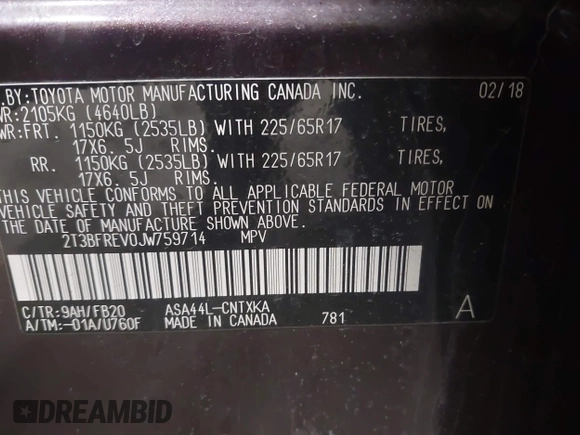 .BY:TOYOTA MOTOR MANUFACTURING CANADA INC. 02/18
WR:2105KG (4640LB)
WR:FRT. 1150KG (2535LB) WITH 225/65R17 TIRES,
17X6. 5J RIMS.
RR. 1150KG (2535LB) WITH 225/65R17 TIRES,
17X6. 5J RIMS.
THIS VEHICLE CONFORMS TO ALL APPLICABLE FEDERAL MOTOR
VEHICLE SAFETY AND THEFT PREVENTION STANDARDS IN EFFECT ON
THE DATE OF MANUFACTURE SHOWN ABOVE.
2T3BFREV0JW759714 MPV
C/TR:9AH/FB20 ASA44L-CNTXKA A
A/TM:-01A/U760F MADE IN CANADA 781
DREAMBID